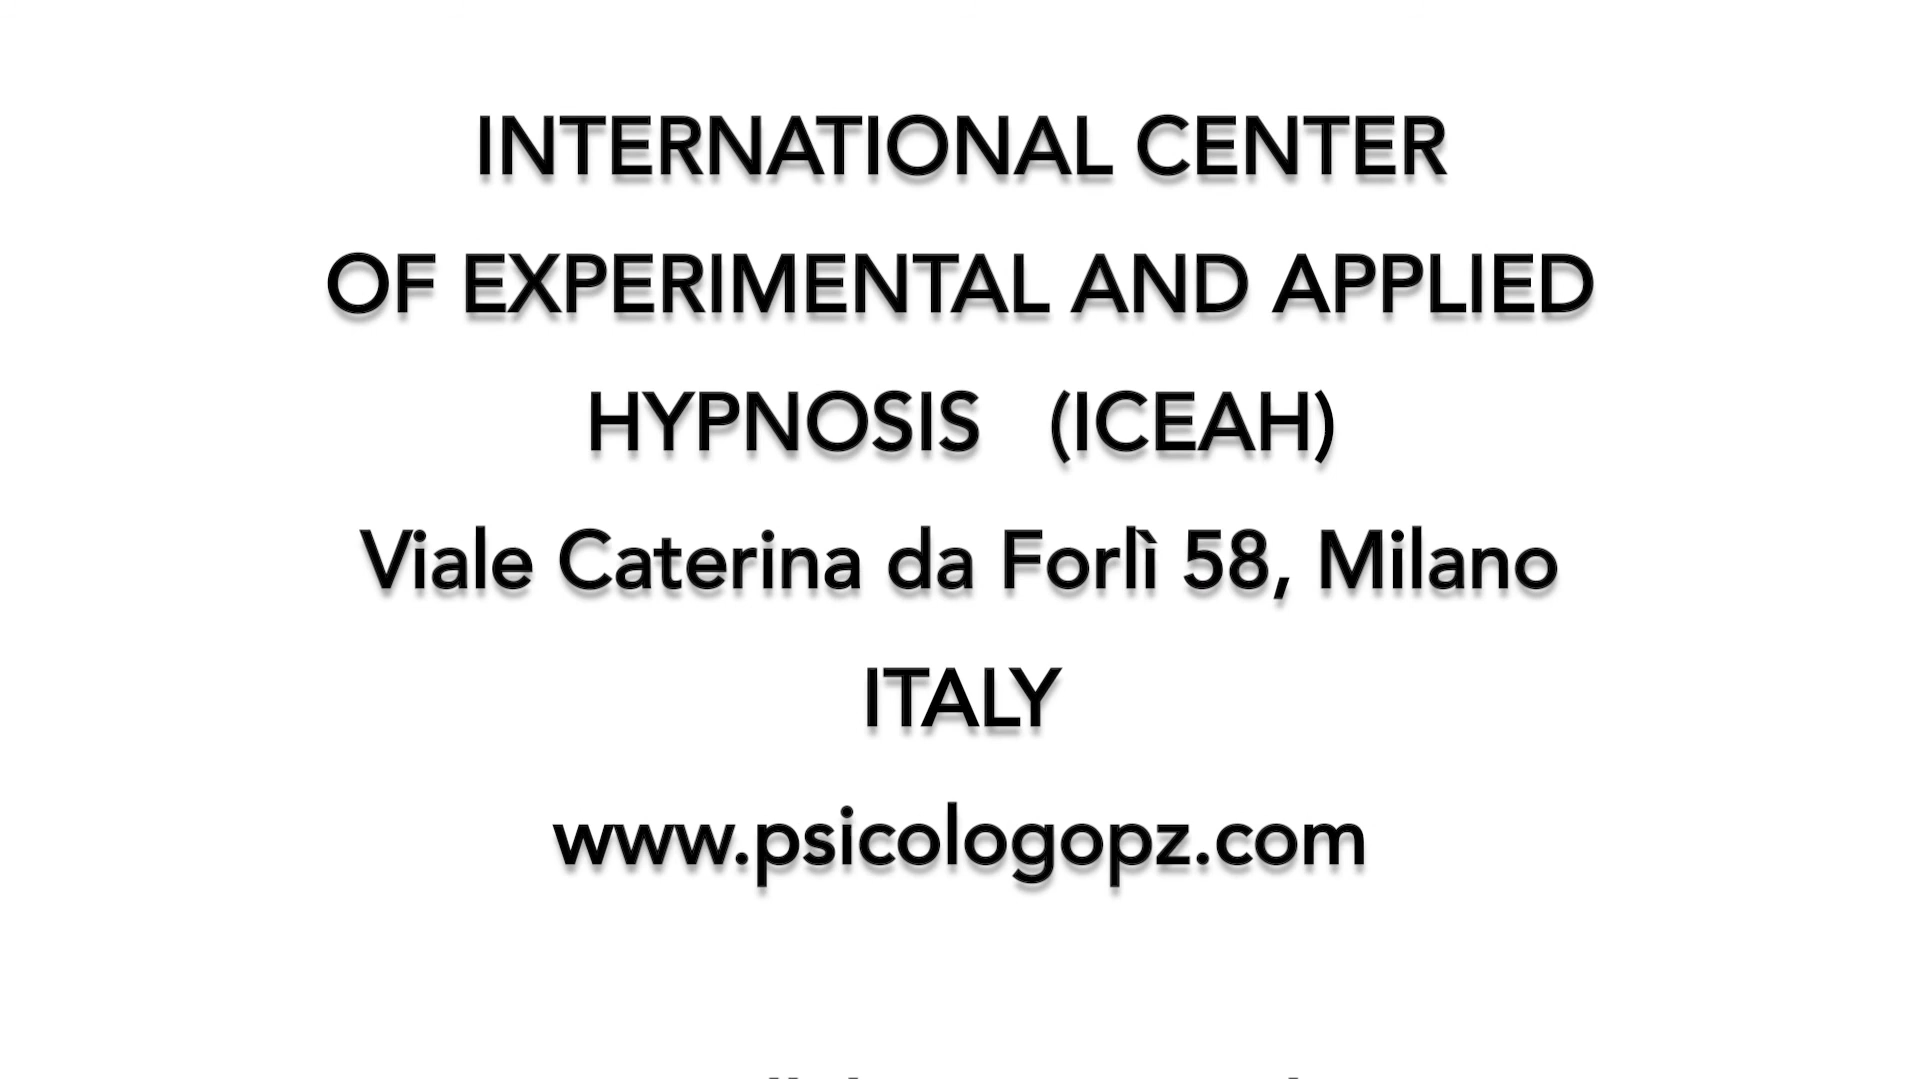 INTERNATIONAL CENTER
OF EXPERIMENTAL AND APPLIED
HYPNOSIS (ICEAH)
Viale Caterina da Forlì 58, Milano
ITALY
www.psicologopz.com